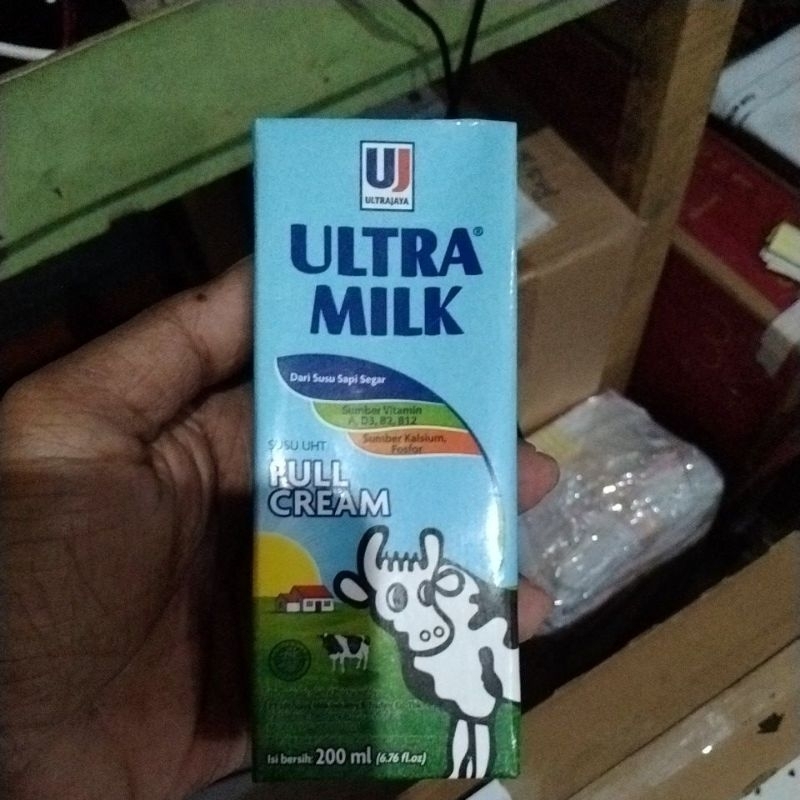 UJ
ULTRAJAYA
ULTRA®
MILK
Dari Susu Sapi Segar
Sumber Vitamin
A, D3, B2, B12
Sumber Kalsium,
Fosfor
SUSU UHT
FULL
CREAM
Isi bersih: 200 ml (6.76 fl.oz)